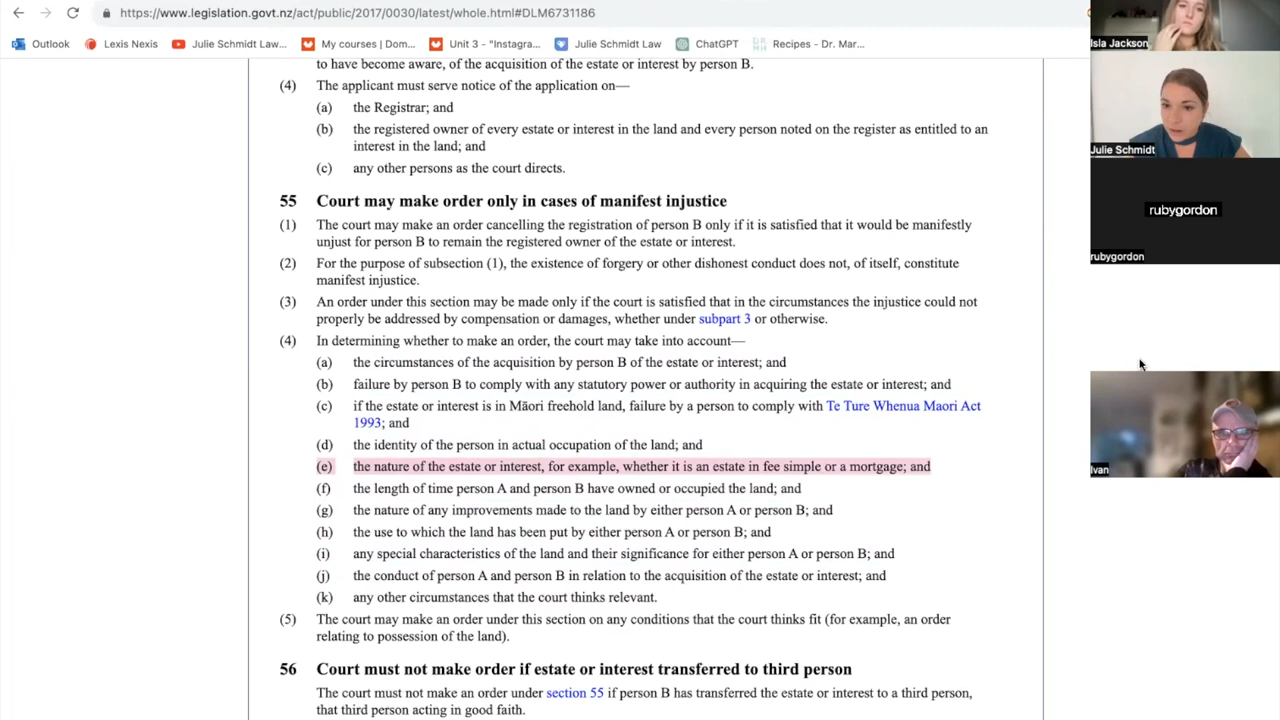 https://www.legislation.govt.nz/act/public/2017/0030/latest/whole.html#DLM6731186
Outlook
Lexis Nexis
Julie Schmidt Law...
My courses | Dom...
Unit 3 - "Instagra...
Julie Schmidt Law
ChatGPT
Recipes - Dr. Mar...
to have become aware, of the acquisition of the estate or interest by person B.
(4) The applicant must serve notice of the application on—
(a) the Registrar; and
(b) the registered owner of every estate or interest in the land and every person noted on the register as entitled to an
interest in the land; and
(c) any other persons as the court directs.
55 Court may make order only in cases of manifest injustice
(1) The court may make an order cancelling the registration of person B only if it is satisfied that it would be manifestly
unjust for person B to remain the registered owner of the estate or interest.
(2) For the purpose of subsection (1), the existence of forgery or other dishonest conduct does not, of itself, constitute
manifest injustice.
(3) An order under this section may be made only if the court is satisfied that in the circumstances the injustice could not
properly be addressed by compensation or damages, whether under subpart 3 or otherwise.
(4) In determining whether to make an order, the court may take into account—
(a) the circumstances of the acquisition by person B of the estate or interest; and
(b) failure by person B to comply with any statutory power or authority in acquiring the estate or interest; and
(c) if the estate or interest is in Māori freehold land, failure by a person to comply with Te Ture Whenua Maori Act
1993; and
(d) the identity of the person in actual occupation of the land; and
(e) the nature of the estate or interest, for example, whether it is an estate in fee simple or a mortgage; and
(f) the length of time person A and person B have owned or occupied the land; and
(g) the nature of any improvements made to the land by either person A or person B; and
(h) the use to which the land has been put by either person A or person B; and
(i) any special characteristics of the land and their significance for either person A or person B; and
(j) the conduct of person A and person B in relation to the acquisition of the estate or interest; and
(k) any other circumstances that the court thinks relevant.
(5) The court may make an order under this section on any conditions that the court thinks fit (for example, an order
relating to possession of the land).
56 Court must not make order if estate or interest transferred to third person
The court must not make an order under section 55 if person B has transferred the estate or interest to a third person,
that third person acting in good faith.
Isla Jackson
Julie Schmidt
rubygordon
rubygordon
Ivan